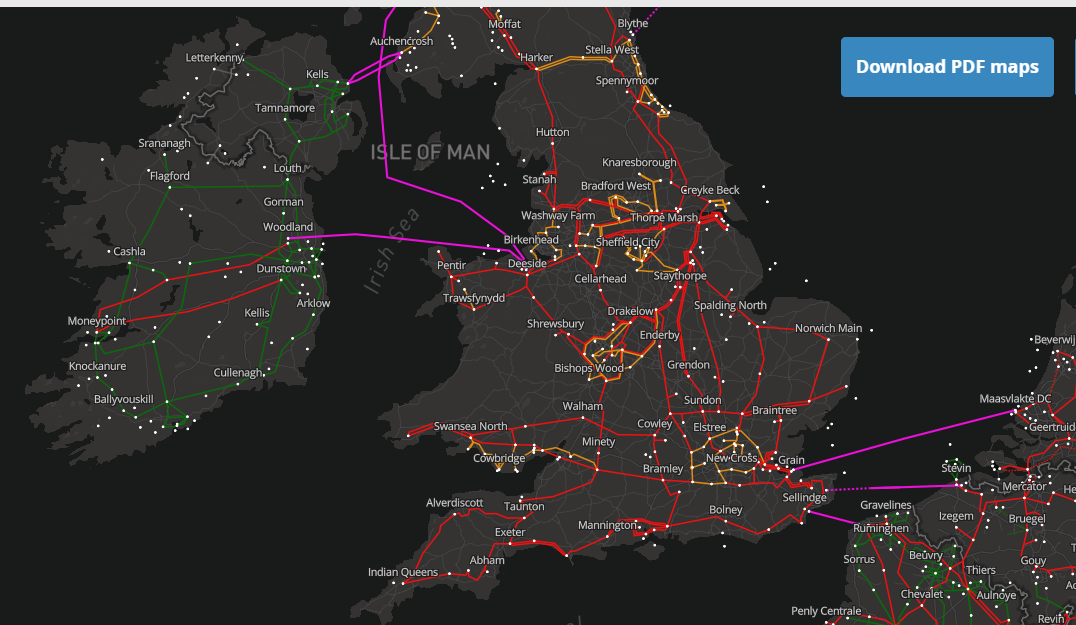 Moffat
Blythe
Auchencrosh
Letterkenny
Harker
Stella West
Kells
Spennymoor
Download PDF maps
Tamnamore
Hutton
Srananagh
ISLE OF MAN
Knaresborough
Louth
Flagford
Stanah
Bradford West
Greyke Beck
Gorman
Washway Farm
Thorpe Marsh
Woodland
Birkenhead
Sheffield City
Irish Sea
Cashla
Dunstown
Pentir
Deeside
Cellarhead
Staythorpe
Trawsfynydd
Arklow
Spalding North
Kellis
Drakelow
Moneypoint
Shrewsbury
Enderby
Norwich Main
Beverwij
Knockanure
Cullenagh
Bishops Wood
Grendon
Ballyvouskill
Walham
Sundon
Maasvlakte DC
Braintree
Swansea North
Cowley
Elstree
Geertruid
Minety
Cowbridge
New Cross
Grain
Bramley
Stevin
Mercator
He
Alverdiscott
Taunton
Sellindge
Gravelines
Bolney
Izegem
Bruegel
Exeter
Mannington
Ruminghen
Abham
Sorrus
Beuvry
Gouy
Indian Queens
Thiers
Chevalet
Aulnoye
Penly Centrale
Revin